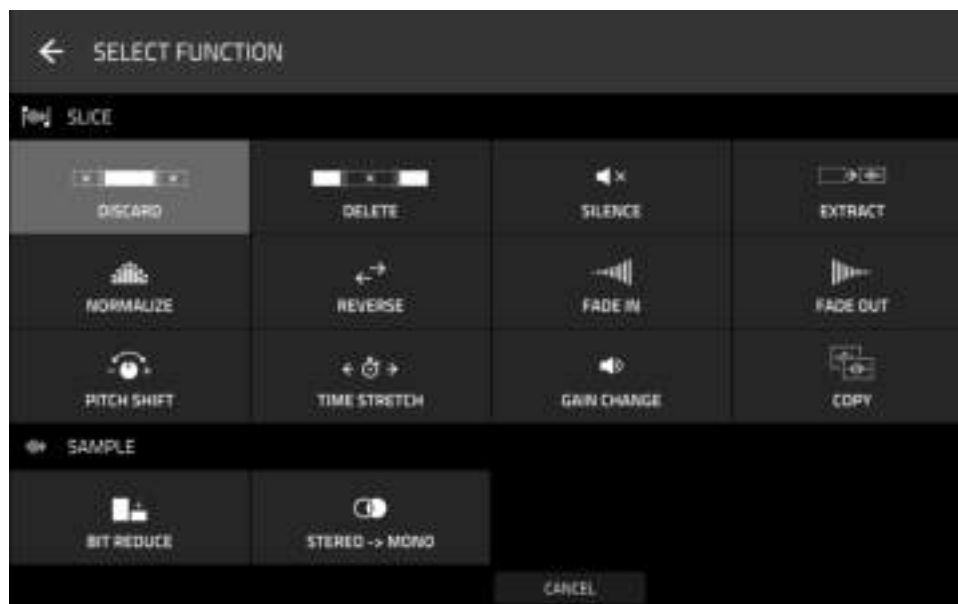 SELECT FUNCTION
SLICE
DISCARD DELETE SILENCE EXTRACT
NORMALIZE REVERSE FADE IN FADE OUT
PITCH SHIFT TIME STRETCH GAIN CHANGE COPY
SAMPLE
BIT REDUCE STEREO -> MONO
CANCEL